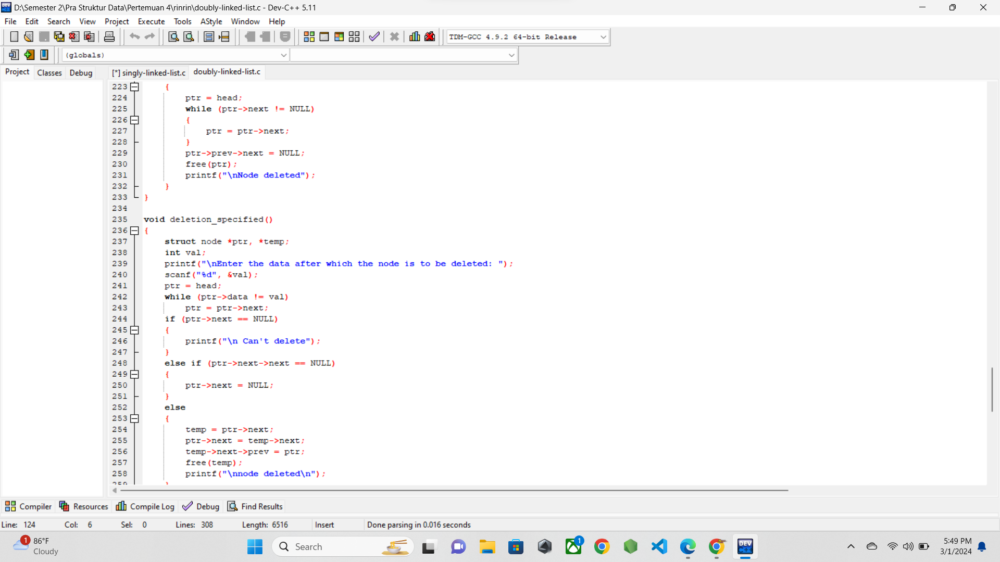 D:\Semester 2\Pra Struktur Data\Pertemuan 4\rinrin\doubly-linked-list.c - Dev-C++ 5.11
File Edit Search View Project Execute Tools AStyle Window Help
TDM-GCC 4.9.2 64-bit Release
(globals)
Project Classes Debug [*] singly-linked-list.c doubly-linked-list.c
223 {
224 ptr = head;
225 while (ptr->next != NULL)
226 {
227 ptr = ptr->next;
228 }
229 ptr->prev->next = NULL;
230 free(ptr);
231 printf("\nNode deleted");
232 }
233 }
234
235 void deletion_specified()
236 {
237 struct node *ptr, *temp;
238 int val;
239 printf("\nEnter the data after which the node is to be deleted: ");
240 scanf("%d", &val);
241 ptr = head;
242 while (ptr->data != val)
243 ptr = ptr->next;
244 if (ptr->next == NULL)
245 {
246 printf("\n Can't delete");
247 }
248 else if (ptr->next->next == NULL)
249 {
250 ptr->next = NULL;
251 }
252 else
253 {
254 temp = ptr->next;
255 ptr->next = temp->next;
256 temp->next->prev = ptr;
257 free(temp);
258 printf("\nnode deleted\n");
259 }
Compiler Resources Compile Log Debug Find Results
Line: 124 Col: 6 Sel: 0 Lines: 308 Length: 6516 Insert Done parsing in 0.016 seconds
1 86°F
Cloudy
Search
1
DEV
C++
5:49 PM
3/1/2024